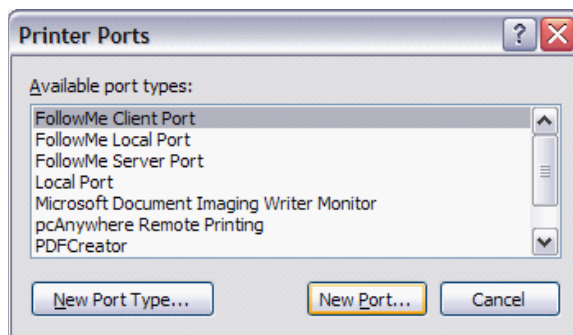 Printer Ports
Available port types:
FollowMe Client Port
FollowMe Local Port
FollowMe Server Port
Local Port
Microsoft Document Imaging Writer Monitor
pcAnywhere Remote Printing
PDFCreator
New Port Type... New Port... Cancel